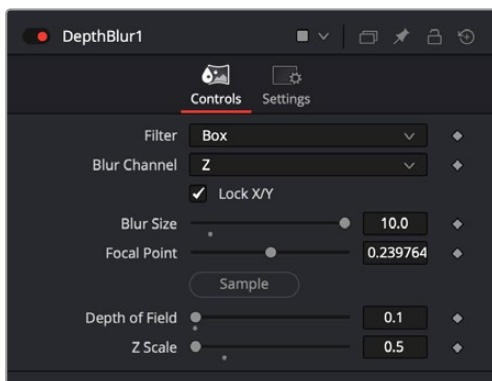 DepthBlur1
Controls Settings
Filter Box
Blur Channel Z
Lock X/Y
Blur Size 10.0
Focal Point 0.239764
Sample
Depth of Field 0.1
Z Scale 0.5